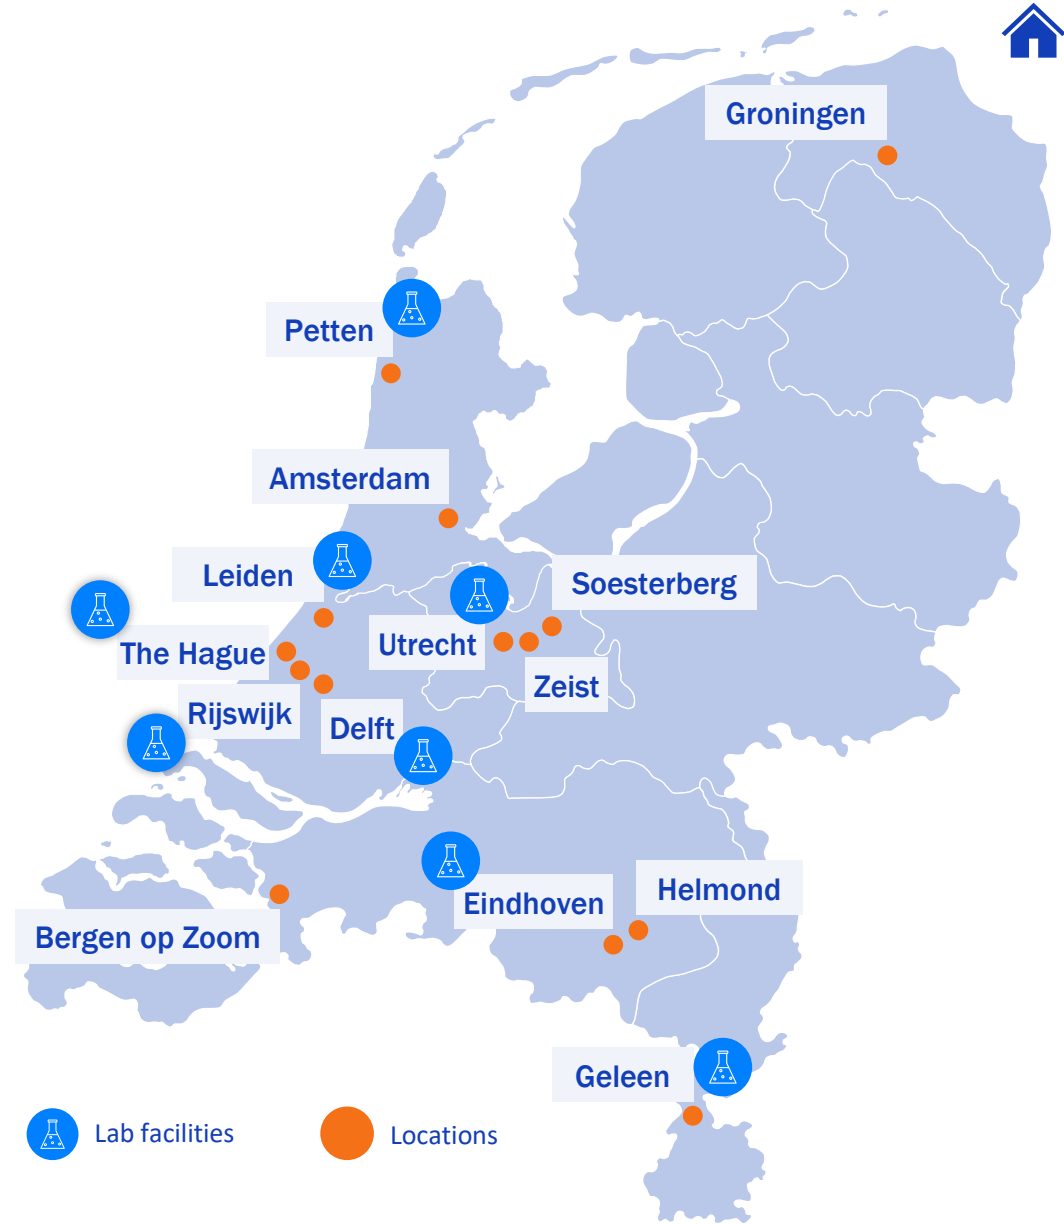 Groningen
Petten
Amsterdam
Leiden
Soesterberg
The Hague
Utrecht
Zeist
Rijswijk
Delft
Helmond
Eindhoven
Bergen op Zoom
Geleen
Lab facilities
Locations